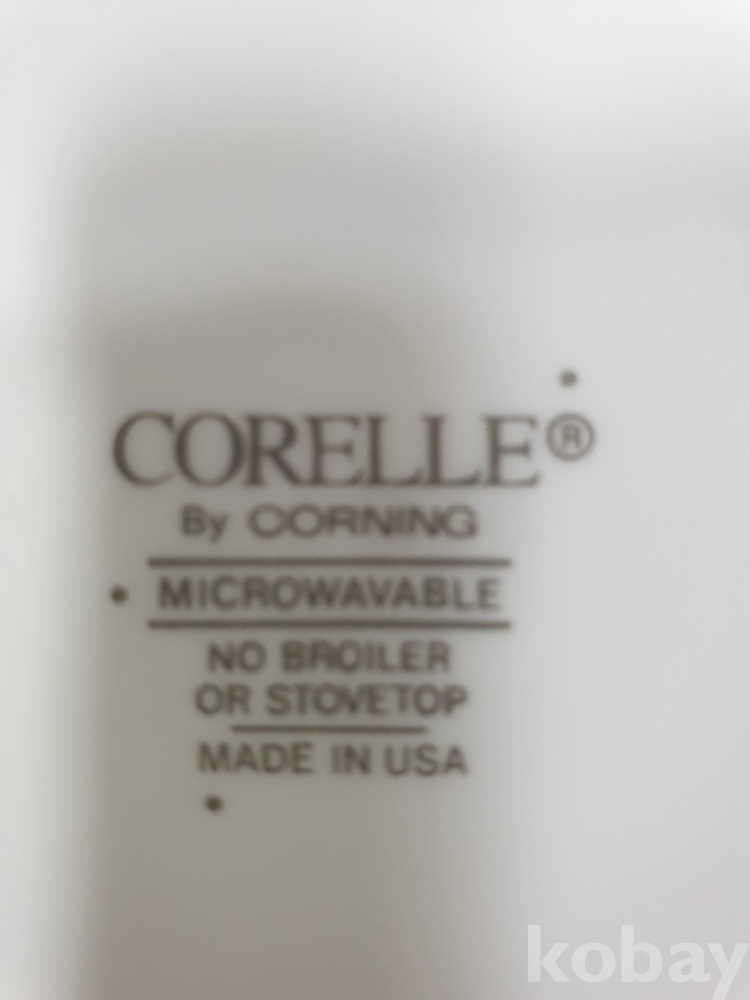 CORELLE®
By CORNING
MICROWAVABLE
NO BROILER
OR STOVETOP
MADE IN USA
kobay